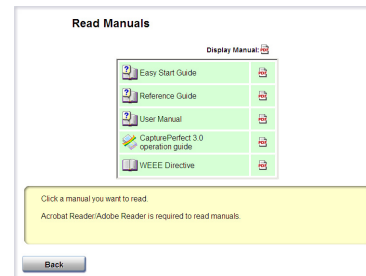 Read Manuals
Display Manual:
Easy Start Guide
Reference Guide
User Manual
CapturePerfect 3.0
operation guide
WEEE Directive
Click a manual you want to read.
Acrobat Reader/Adobe Reader is required to read manuals.
Back